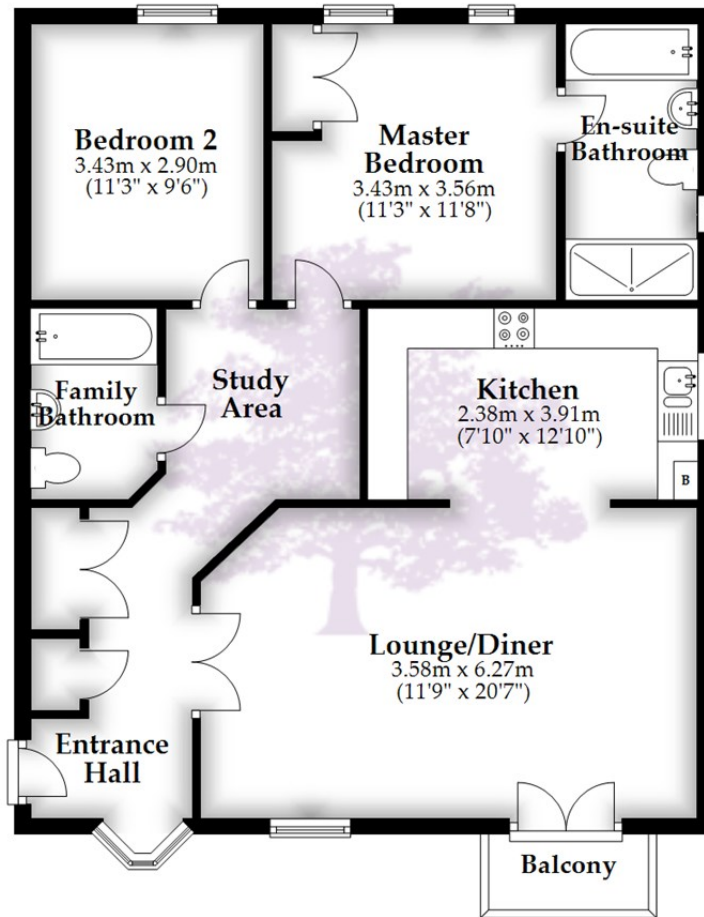 Bedroom 2
3.43m x 2.90m
(11'3" x 9'6")
Master
Bedroom
3.43m x 3.56m
(11'3" x 11'8")
En-suite
Bathroom
Family
Bathroom
Study
Area
Kitchen
2.38m x 3.91m
(7'10" x 12'10")
B
Lounge/Diner
3.58m x 6.27m
(11'9" x 20'7")
Entrance
Hall
Balcony